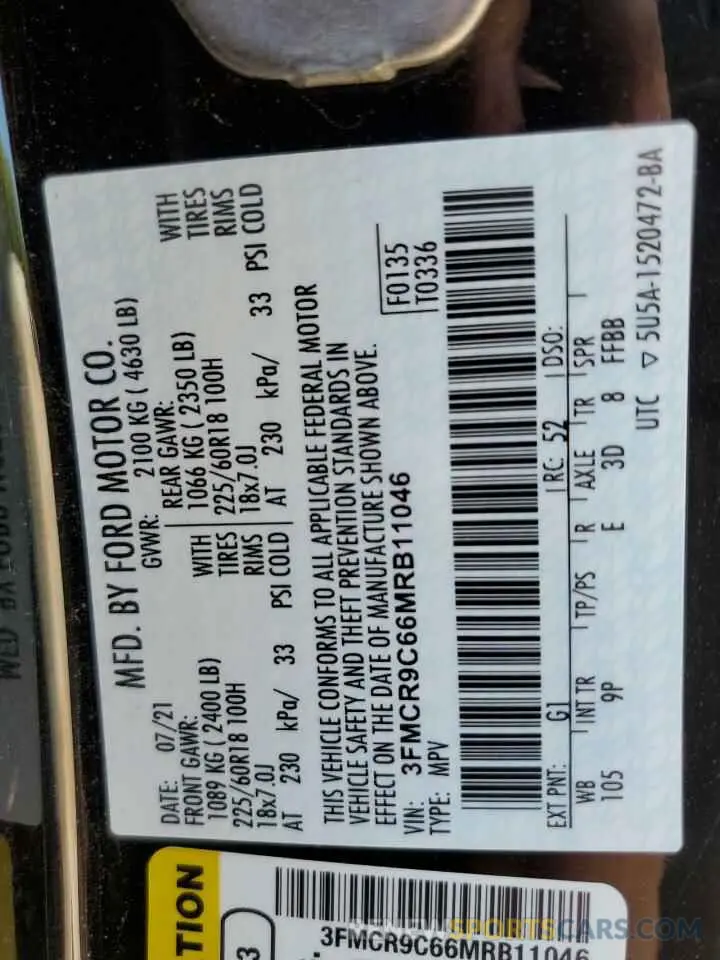 MFD. BY FORD MOTOR CO.
DATE: 07/21 GVWR: 2100 KG ( 4630 LB)
FRONT GAWR: REAR GAWR:
1089 KG ( 2400 LB) WITH 1066 KG ( 2350 LB) WITH
225/60R18 100H TIRES 225/60R18 100H TIRES
18x7.0J RIMS 18x7.0J RIMS
AT 230 kPa/ 33 PSI COLD AT 230 kPa/ 33 PSI COLD
THIS VEHICLE CONFORMS TO ALL APPLICABLE FEDERAL MOTOR
VEHICLE SAFETY AND THEFT PREVENTION STANDARDS IN
EFFECT ON THE DATE OF MANUFACTURE SHOWN ABOVE.
VIN: 3FMCR9C66MRB11046
TYPE: MPV
F0135
T0336
EXT PNT: G1 RC: 52 DSO:
WB INT TR TP/PS R AXLE TR SPR
105 9P E 3D 8 FFBB
UTC ▽ 5U5A-1520472-BA
TION
3
3FMCR9C66MRB11046
SPORTSCARS.COM